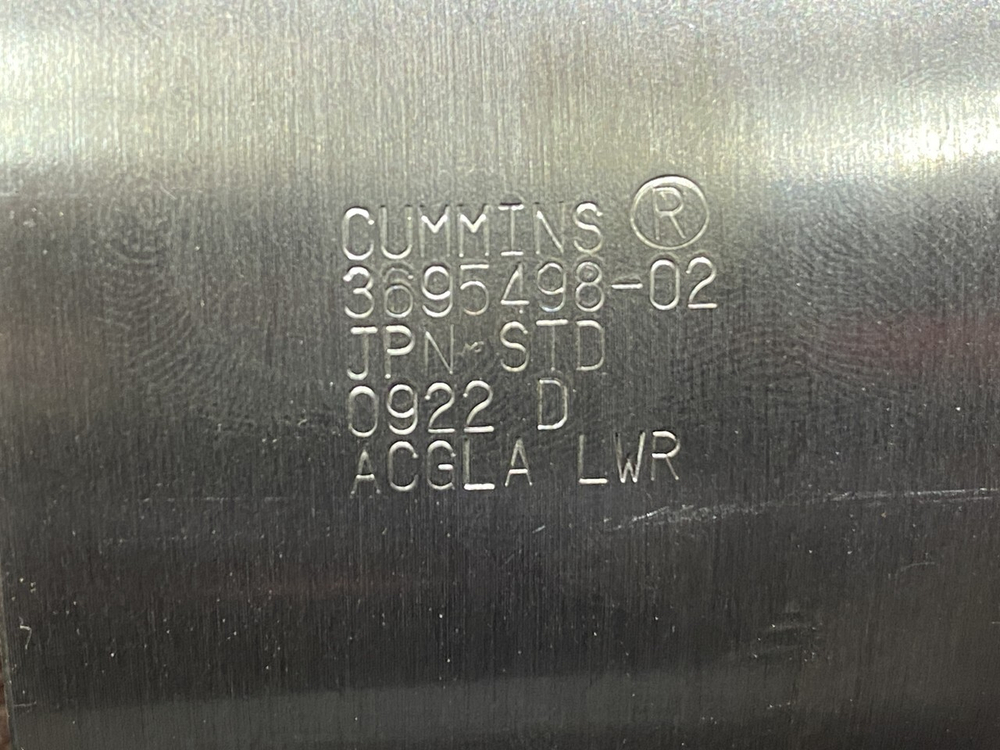 CUMMINS ®
3695498-02
JPN STD
0922 D
ACGLA LWR